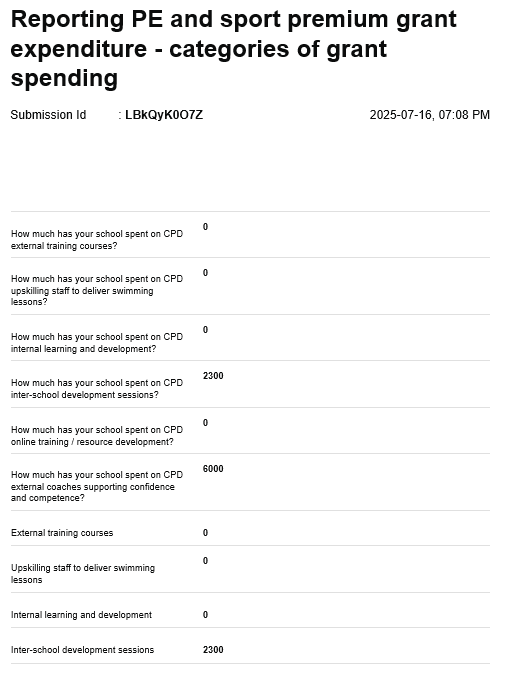 Reporting PE and sport premium grant
expenditure - categories of grant
spending
Submission Id : LBkQyK0O7Z 2025-07-16, 07:08 PM
How much has your school spent on CPD 0
external training courses?
How much has your school spent on CPD 0
upskilling staff to deliver swimming
lessons?
How much has your school spent on CPD 0
internal learning and development?
How much has your school spent on CPD 2300
inter-school development sessions?
How much has your school spent on CPD 0
online training / resource development?
How much has your school spent on CPD 6000
external coaches supporting confidence
and competence?
External training courses 0
Upskilling staff to deliver swimming 0
lessons
Internal learning and development 0
Inter-school development sessions 2300